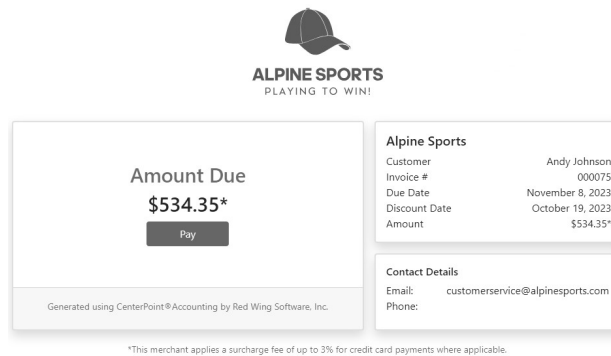 ALPINE SPORTS
PLAYING TO WIN!
Amount Due
$534.35*
Pay
Generated using CenterPoint®Accounting by Red Wing Software, Inc.
Alpine Sports
Customer Andy Johnson
Invoice # 000075
Due Date November 8, 2023
Discount Date October 19, 2023
Amount $534.35*
Contact Details
Email: customerservice@alpinesports.com
Phone:
*This merchant applies a surcharge fee of up to 3% for credit card payments where applicable.